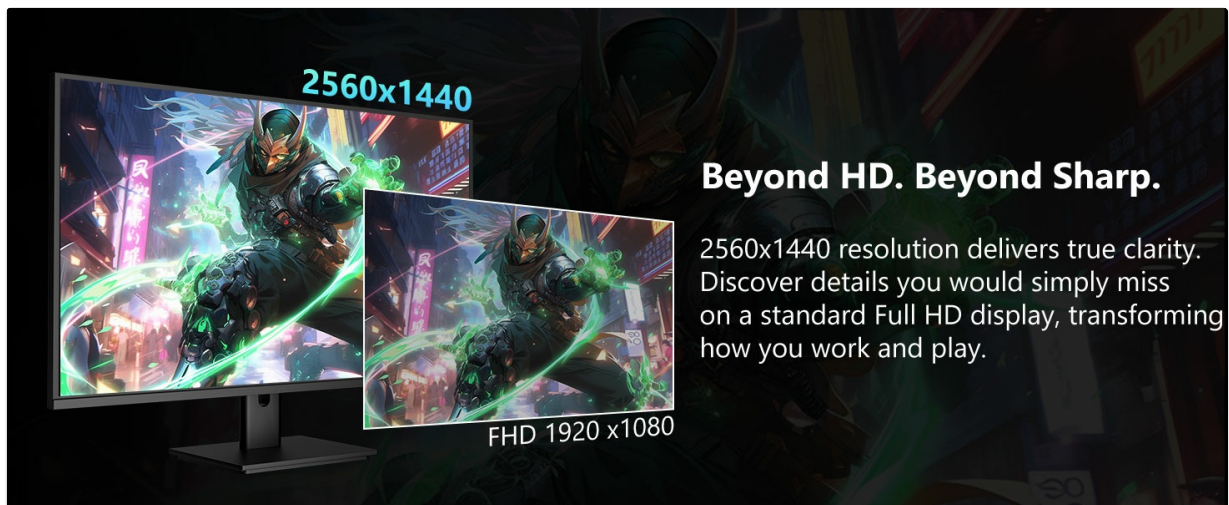 2560x1440
FHD 1920 x1080
Beyond HD. Beyond Sharp.
2560x1440 resolution delivers true clarity.
Discover details you would simply miss
on a standard Full HD display, transforming
how you work and play.